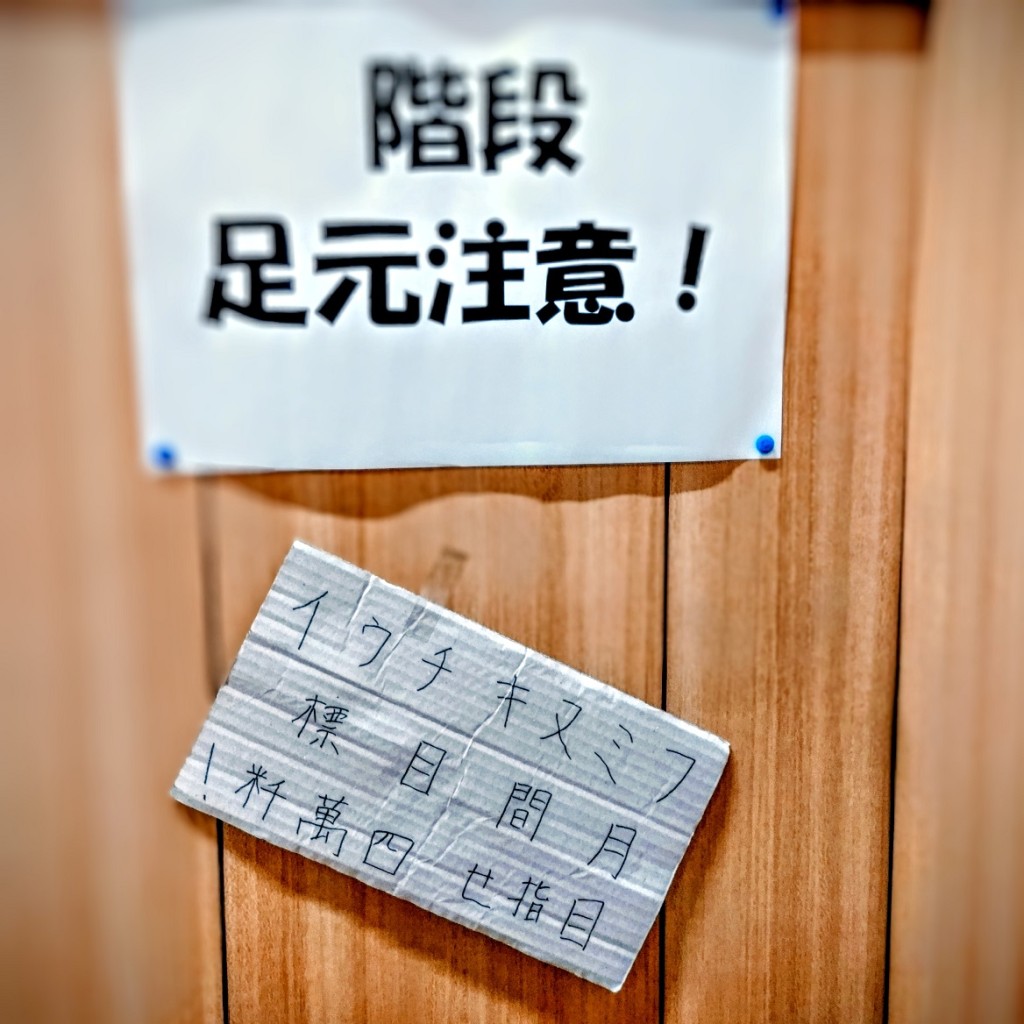 階段
足元注意!
フミヌキチウイ
月間目標
目指せ四萬粁!